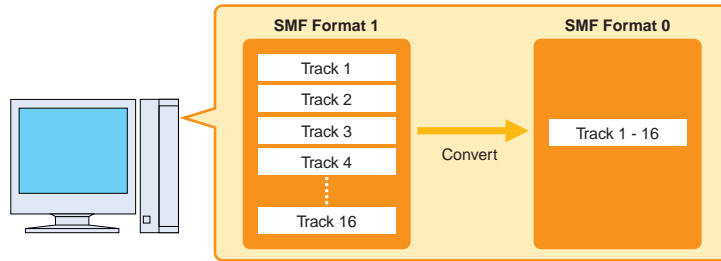 SMF Format 1
Track 1
Track 2
Track 3
Track 4
Track 16
Convert
SMF Format 0
Track 1 - 16